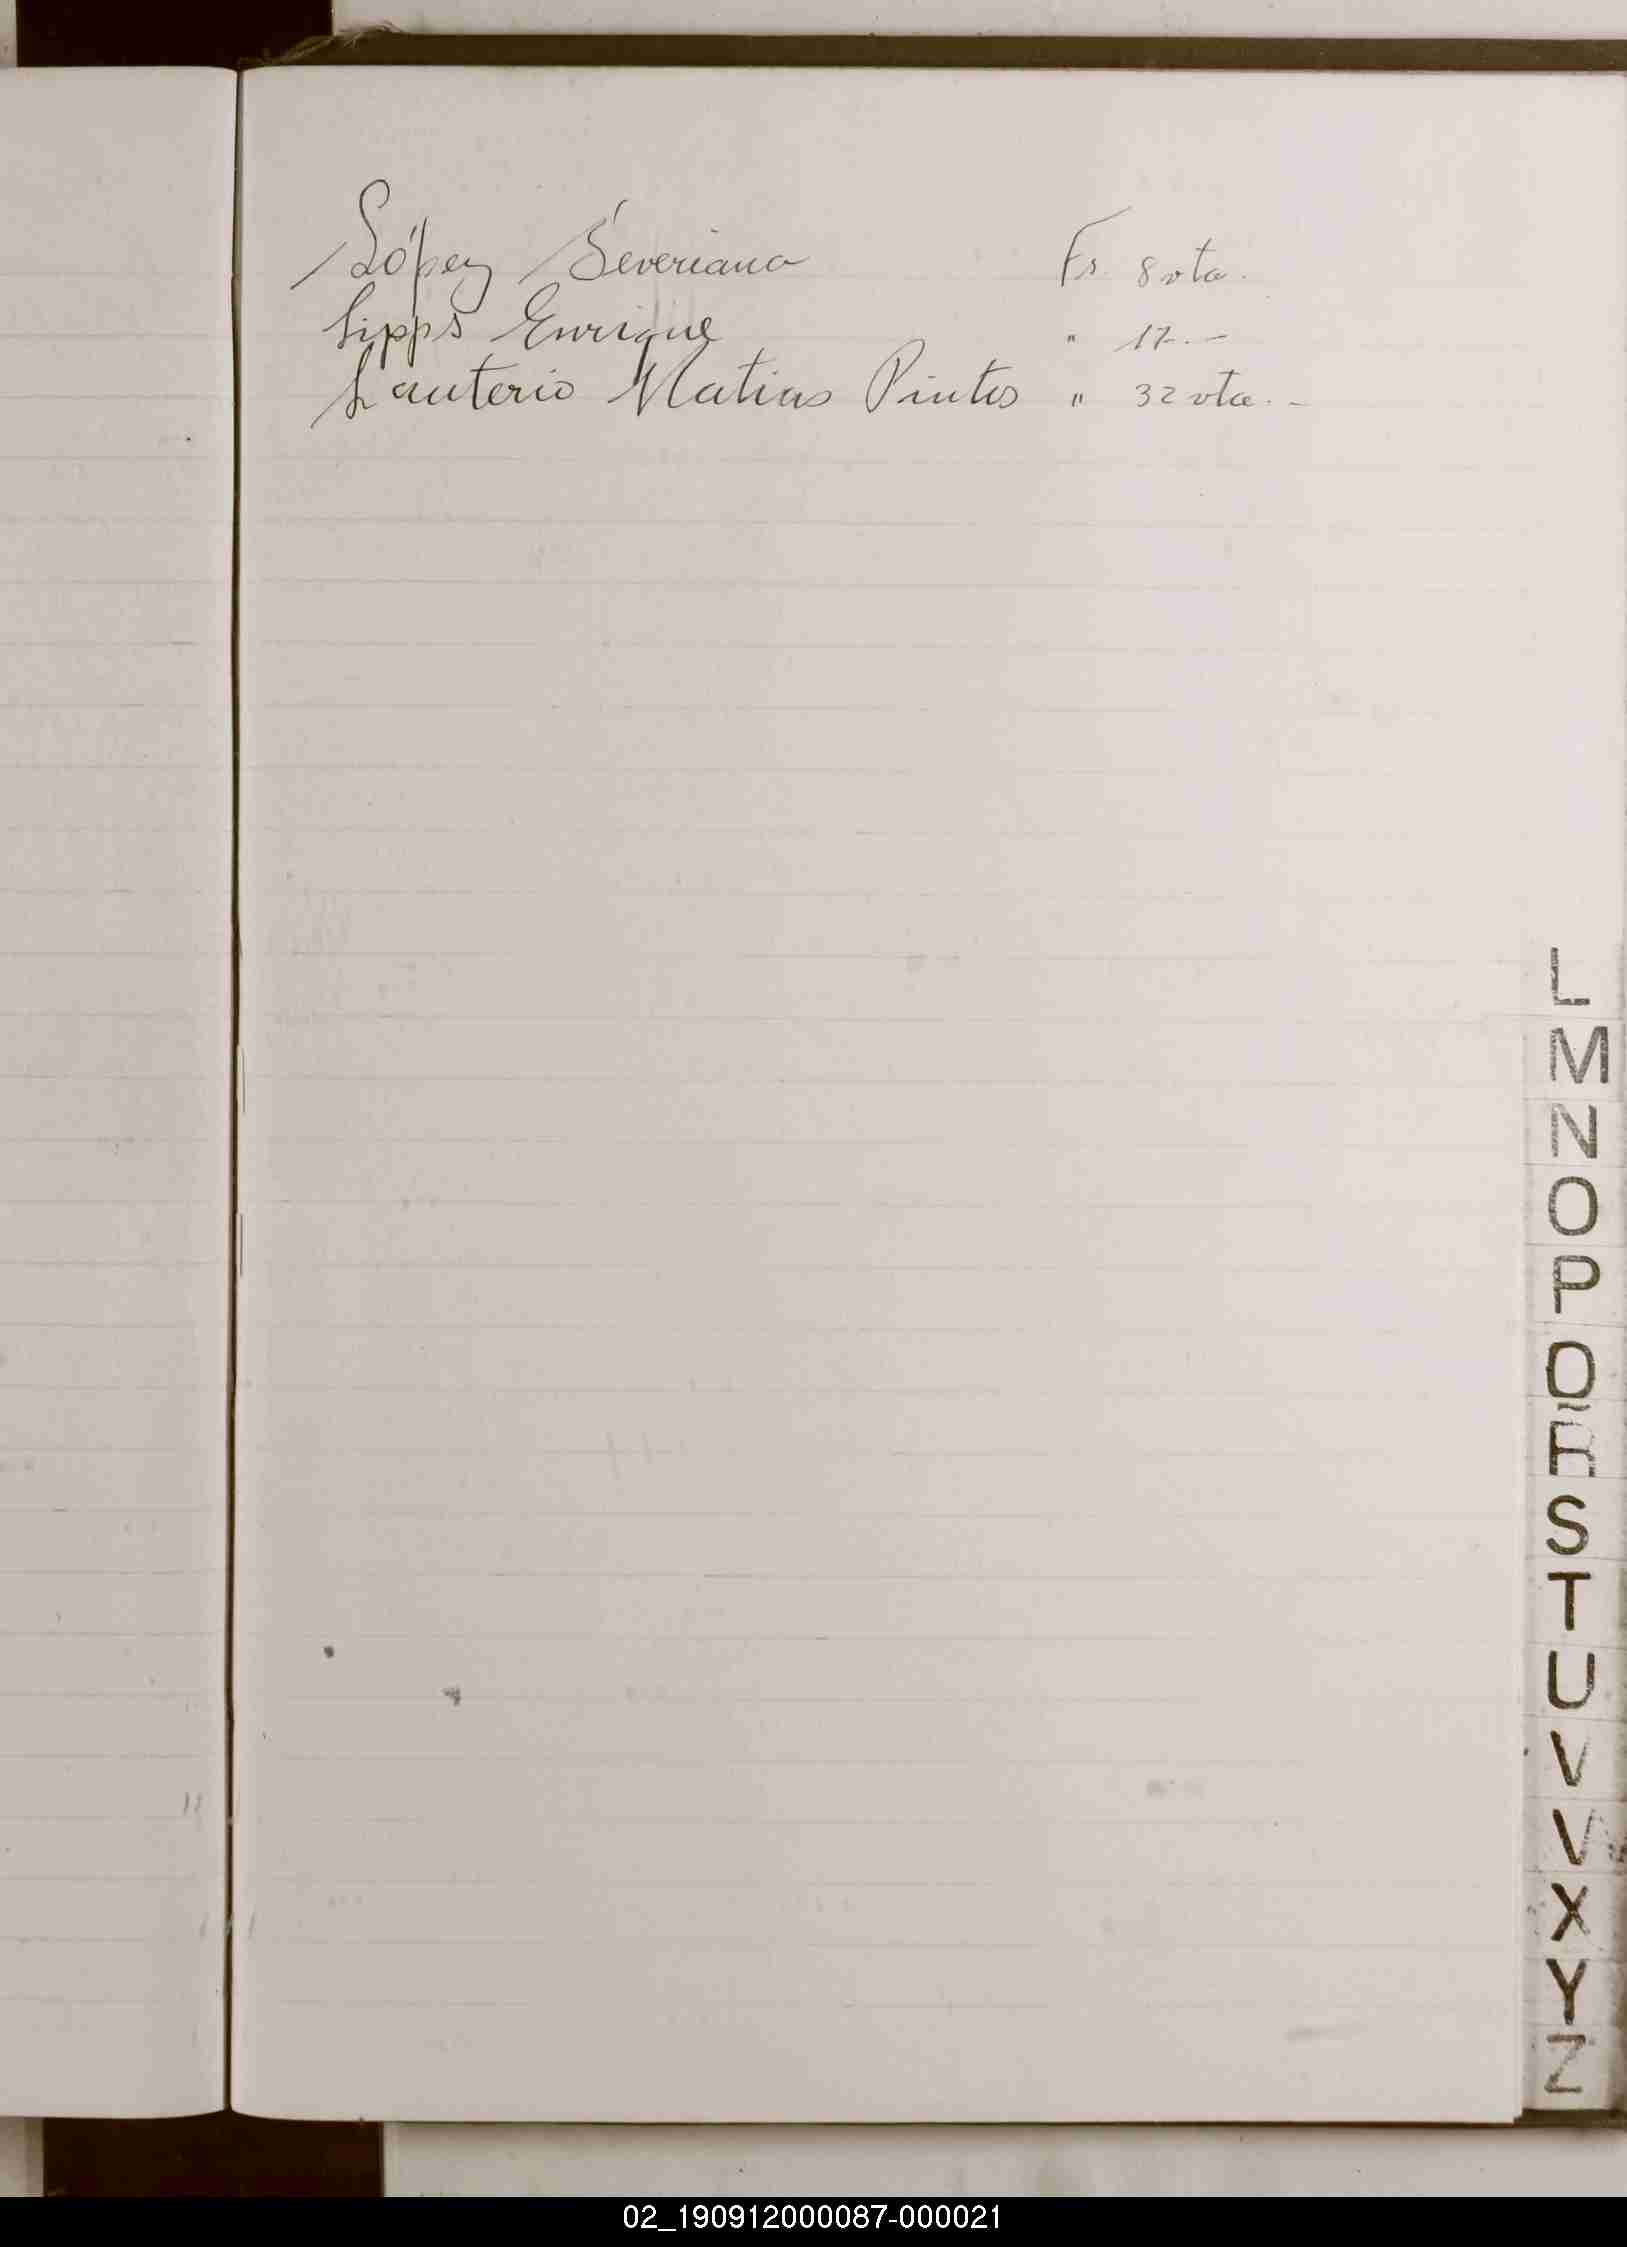 López Severiana Fs. 8 vta.
Lipps Enrique " 17.-
Lauterio Matias Pintos " 32 vta.-
L
M
N
O
P
Q
R
S
T
U
V
V
X
Y
Z
02_190912000087-000021